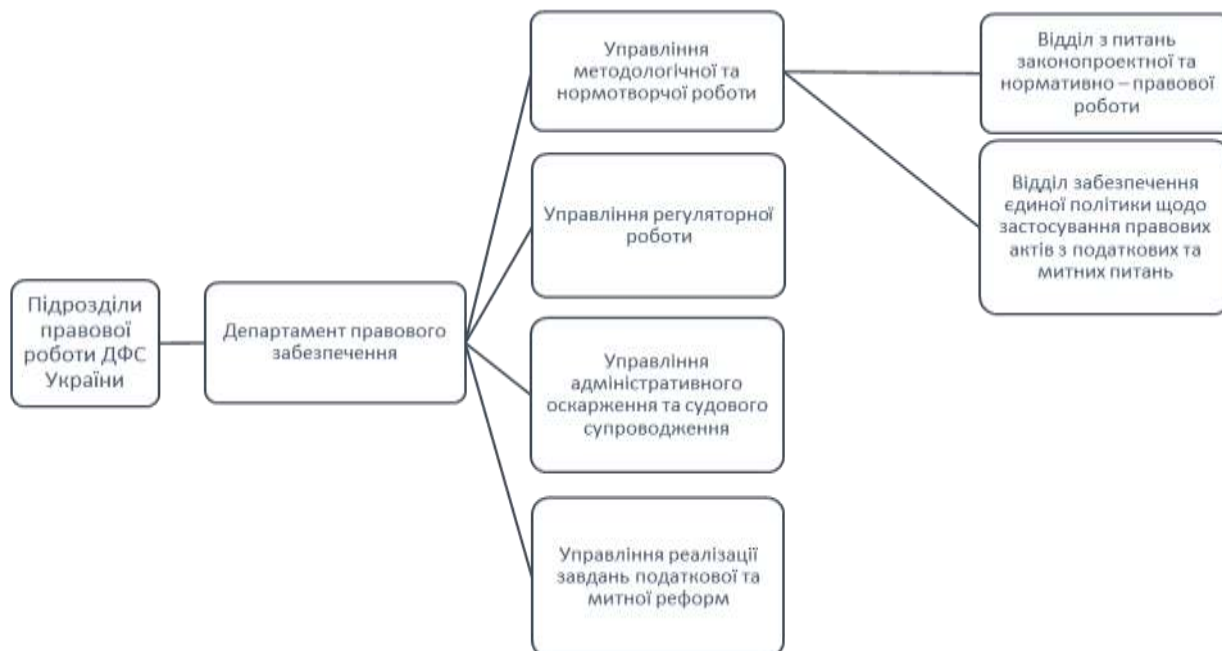 Підрозділи
правової
роботи ДФС
України
Департамент правового
забезпечення
Управління
методологічної та
нормотворчої роботи
Управління регуляторної
роботи
Управління
адміністративного
оскарження та судового
супроводження
Управління реалізації
завдань податкової та
митної реформ
Відділ з питань
законопроектної та
нормативно – правової
роботи
Відділ забезпечення
єдиної політики щодо
застосування правових
актів з податкових та
митних питань